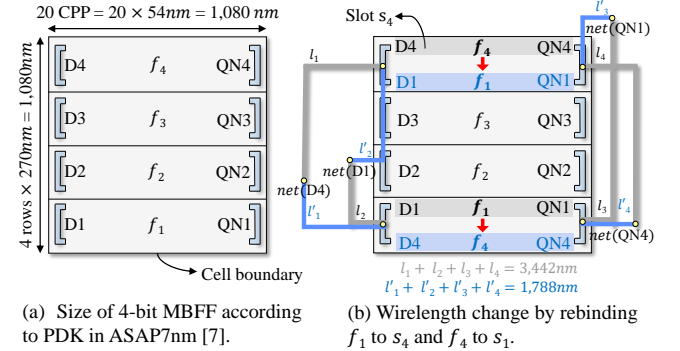 20 CPP = 20 × 54nm = 1,080 nm
4 rows × 270nm = 1,080nm
D4 f₄ QN4
D3 f₃ QN3
D2 f₂ QN2
D1 f₁ QN1
Cell boundary
(a) Size of 4-bit MBFF according
to PDK in ASAP7nm [7].
Slot s₄
l'₃
net(QN1)
l₁
D4 f₄ QN4
l₄
D1 f₁ QN1
D3 f₃ QN3
l'₂
net(D1)
D2 f₂ QN2
net(D4)
l'₁
l₂
D1 f₁ QN1
l₃
l'₄
D4 f₄ QN4
net(QN4)
l₁ + l₂ + l₃ + l₄ = 3,442nm
l'₁ + l'₂ + l'₃ + l'₄ = 1,788nm
(b) Wirelength change by rebinding
f₁ to s₄ and f₄ to s₁.